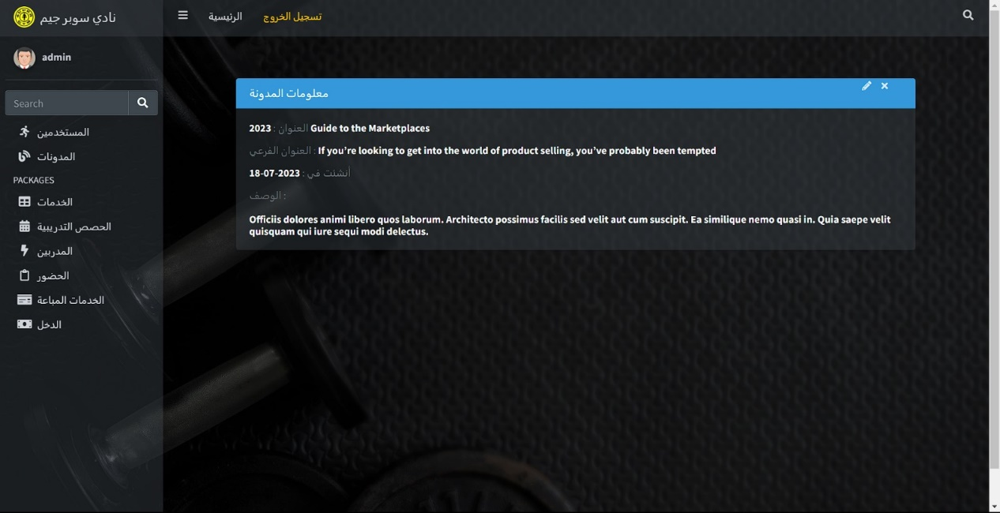 نادي سوبر جيم
الرئيسية
تسجيل الخروج
admin
Search
المستخدمين
المدونات
PACKAGES
الخدمات
الحصص التدريبية
المدربين
الحضور
الخدمات المباعة
الدخل
معلومات المدونة
العنوان : 2023 Guide to the Marketplaces
العنوان الفرعي : If you’re looking to get into the world of product selling, you’ve probably been tempted
أنشئت في : 18-07-2023
الوصف :
Officiis dolores animi libero quos laborum. Architecto possimus facilis sed velit aut cum suscipit. Ea similique nemo quasi in. Quia saepe velit
quisquam qui iure sequi modi delectus.